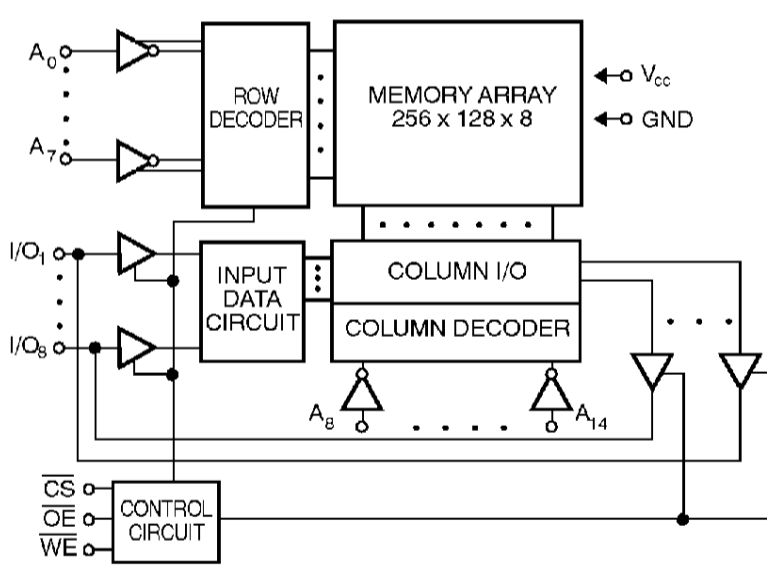 A0
A7
ROW
DECODER
MEMORY ARRAY
256 x 128 x 8
Vcc
GND
I/O1
I/O8
INPUT
DATA
CIRCUIT
COLUMN I/O
COLUMN DECODER
A8
A14
CS
OE
WE
CONTROL
CIRCUIT